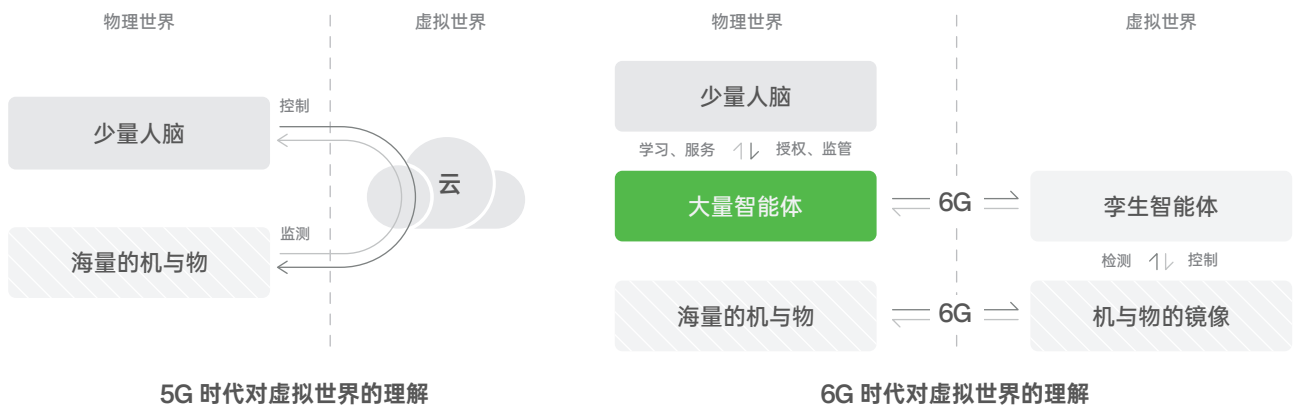 物理世界
虚拟世界
少量人脑
控制
云
监测
海量的机与物
5G 时代对虚拟世界的理解
物理世界
虚拟世界
少量人脑
学习、服务 授权、监管
大量智能体
6G
孪生智能体
检测 控制
海量的机与物
6G
机与物的镜像
6G 时代对虚拟世界的理解